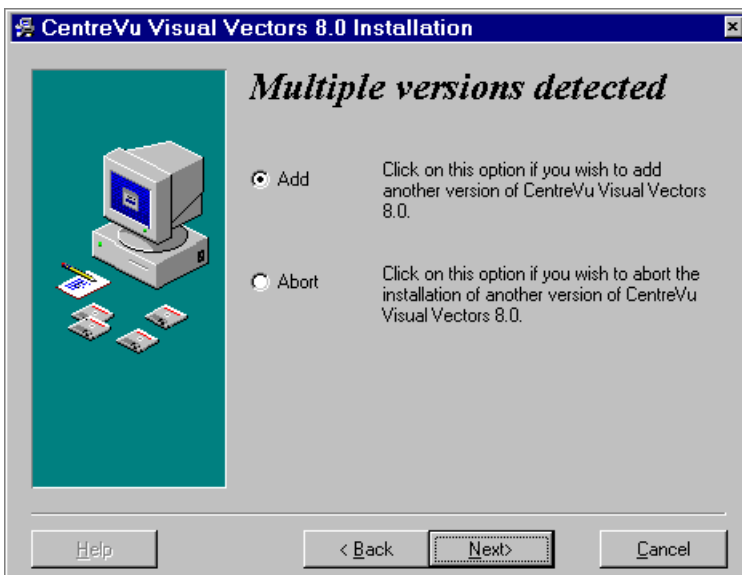 CentreVu Visual Vectors 8.0 Installation
Multiple versions detected
Add
Click on this option if you wish to add
another version of CentreVu Visual Vectors
8.0.
Abort
Click on this option if you wish to abort the
installation of another version of CentreVu
Visual Vectors 8.0.
Help
< Back
Next>
Cancel